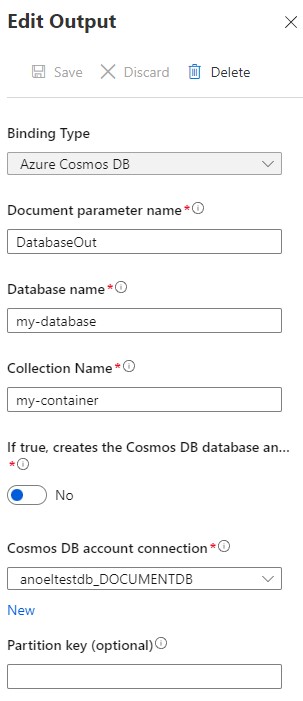 Edit Output
Save Discard Delete
Binding Type
Azure Cosmos DB
Document parameter name*
DatabaseOut
Database name*
my-database
Collection Name*
my-container
If true, creates the Cosmos DB database an...
*
No
Cosmos DB account connection*
anoeltestdb_DOCUMENTDB
New
Partition key (optional)